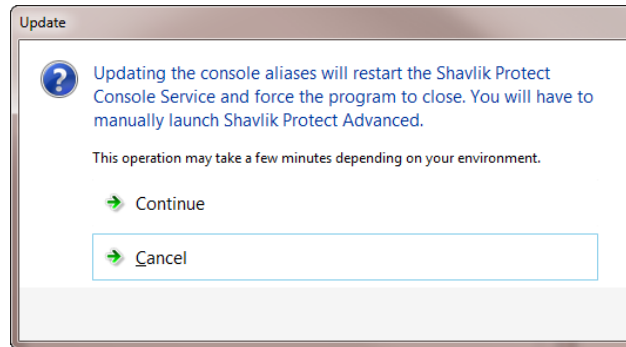 Update
Updating the console aliases will restart the Shavlik Protect
Console Service and force the program to close. You will have to
manually launch Shavlik Protect Advanced.
This operation may take a few minutes depending on your environment.
Continue
Cancel